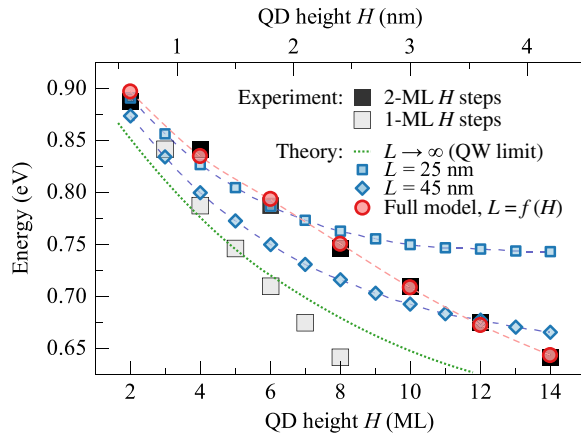 QD height H (nm)
1 2 3 4
0.90
0.85
0.80
0.75
0.70
0.65
Energy (eV)
Experiment: 2-ML H steps
1-ML H steps
Theory: L → ∞ (QW limit)
L = 25 nm
L = 45 nm
Full model, L = f (H)
2 4 6 8 10 12 14
QD height H (ML)